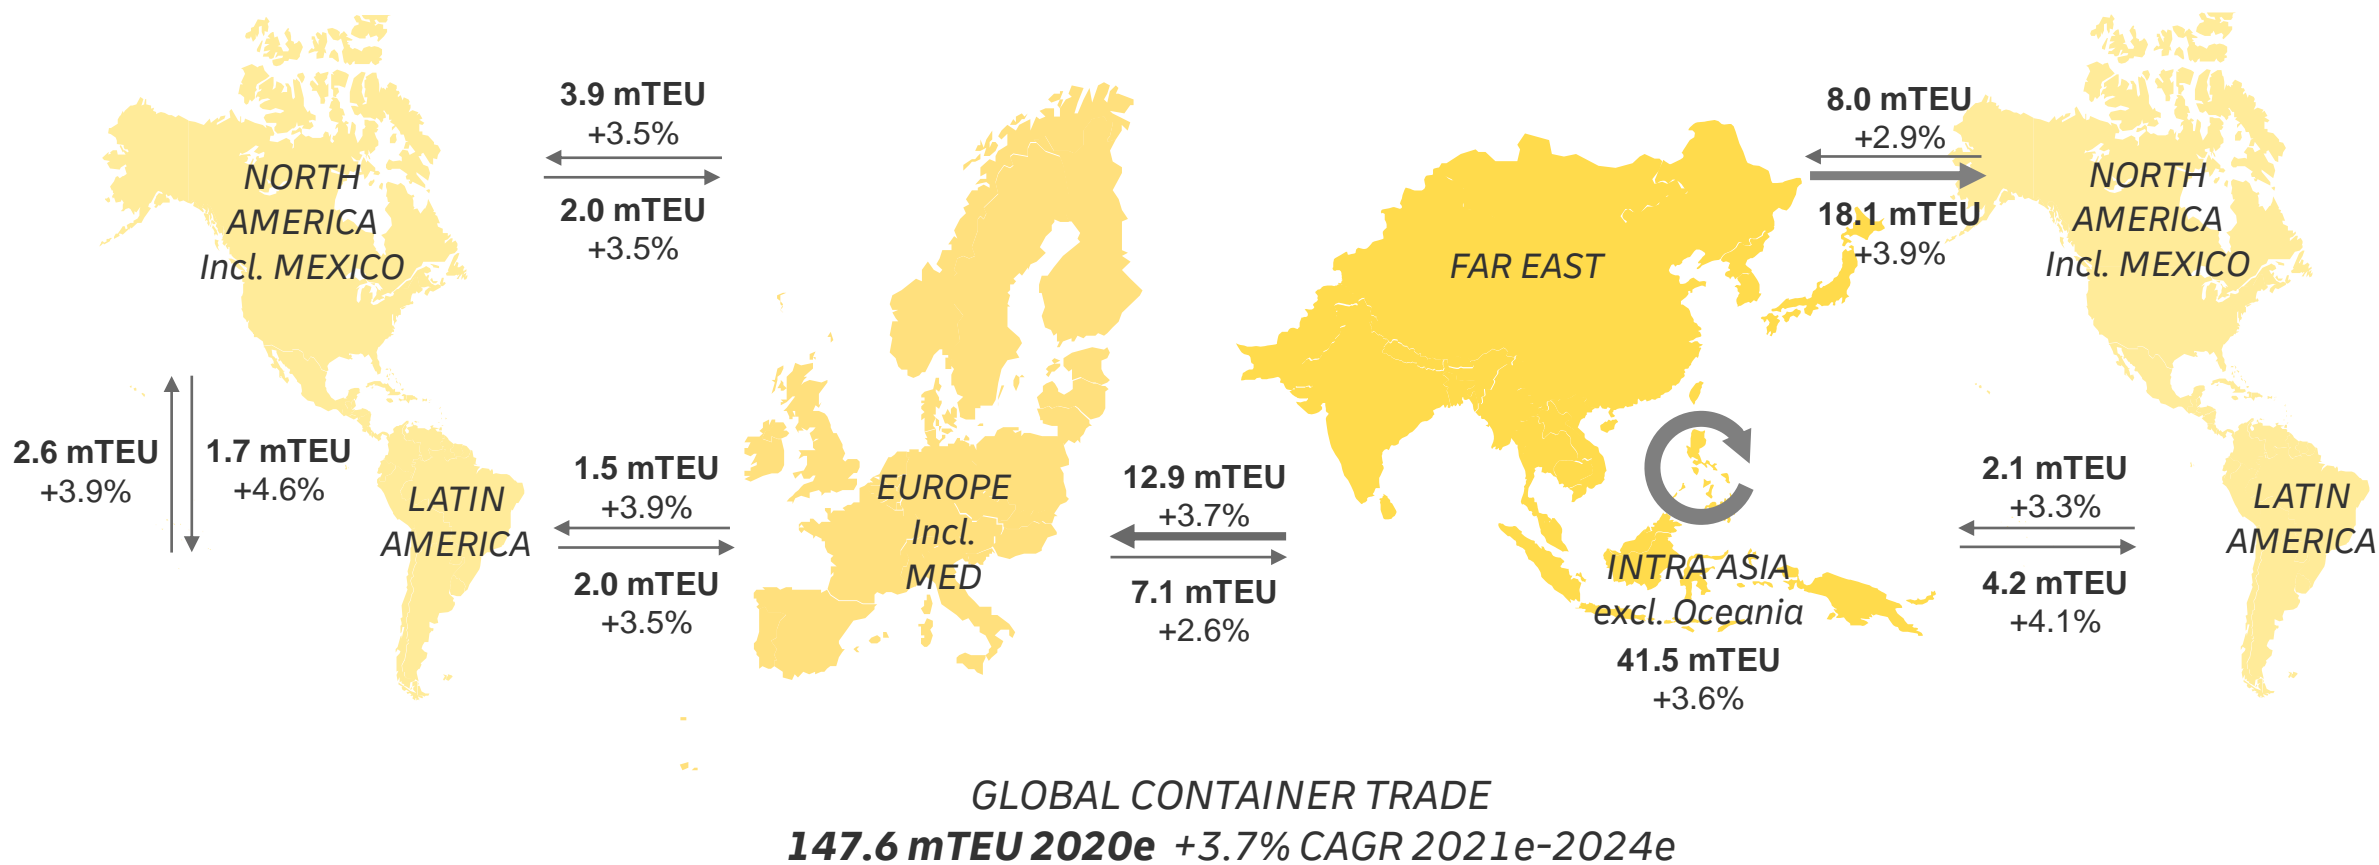 3.9 mTEU
+3.5%
2.0 mTEU
+3.5%
8.0 mTEU
+2.9%
18.1 mTEU
+3.9%
NORTH
AMERICA
Incl. MEXICO
FAR EAST
NORTH
AMERICA
Incl. MEXICO
2.6 mTEU
+3.9%
1.7 mTEU
+4.6%
LATIN
AMERICA
1.5 mTEU
+3.9%
2.0 mTEU
+3.5%
EUROPE
Incl.
MED
12.9 mTEU
+3.7%
7.1 mTEU
+2.6%
INTRA ASIA
excl. Oceania
41.5 mTEU
+3.6%
2.1 mTEU
+3.3%
4.2 mTEU
+4.1%
LATIN
AMERICA
GLOBAL CONTAINER TRADE
147.6 mTEU 2020e +3.7% CAGR 2021e-2024e